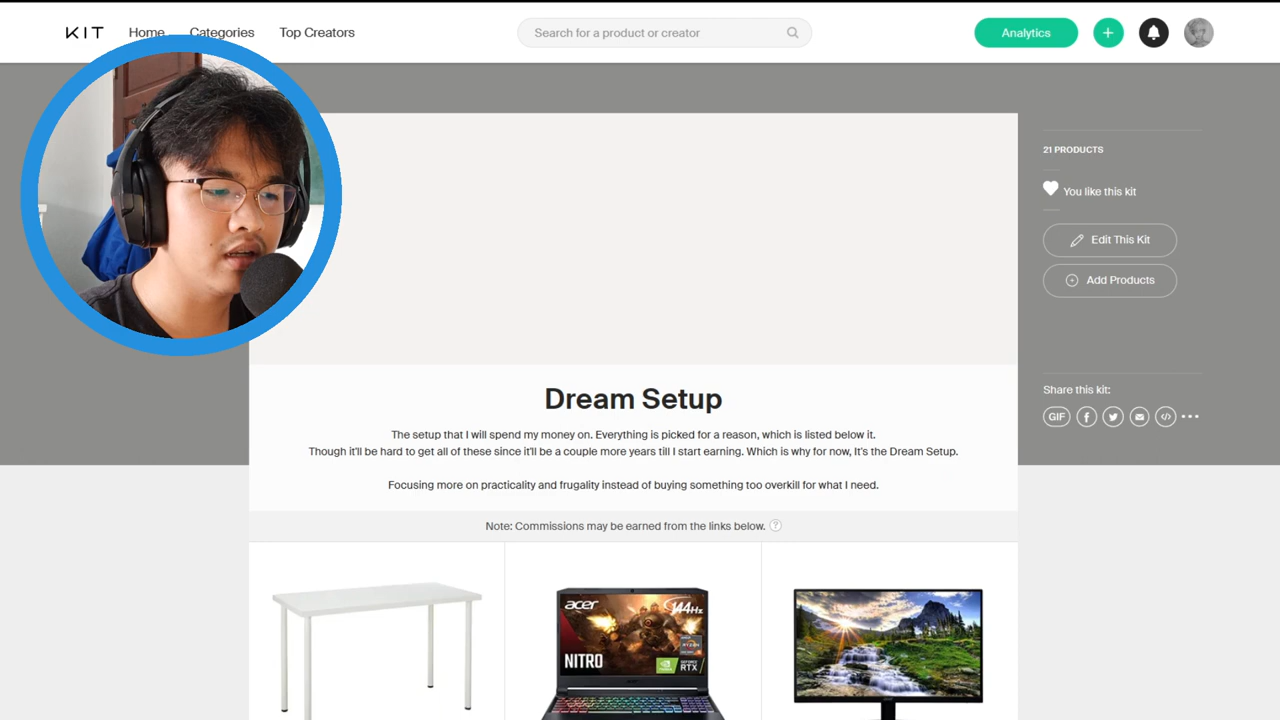 KIT Home Categories Top Creators Search for a product or creator Analytics
21 PRODUCTS
You like this kit
Edit This Kit
Add Products
Share this kit:
GIF
Dream Setup
The setup that I will spend my money on. Everything is picked for a reason, which is listed below it.
Though it'll be hard to get all of these since it'll be a couple more years till I start earning. Which is why for now, It's the Dream Setup.
Focusing more on practicality and frugality instead of buying something too overkill for what I need.
Note: Commissions may be earned from the links below. ?
acer 144Hz
RYZEN
NITRO GEFORCE RTX